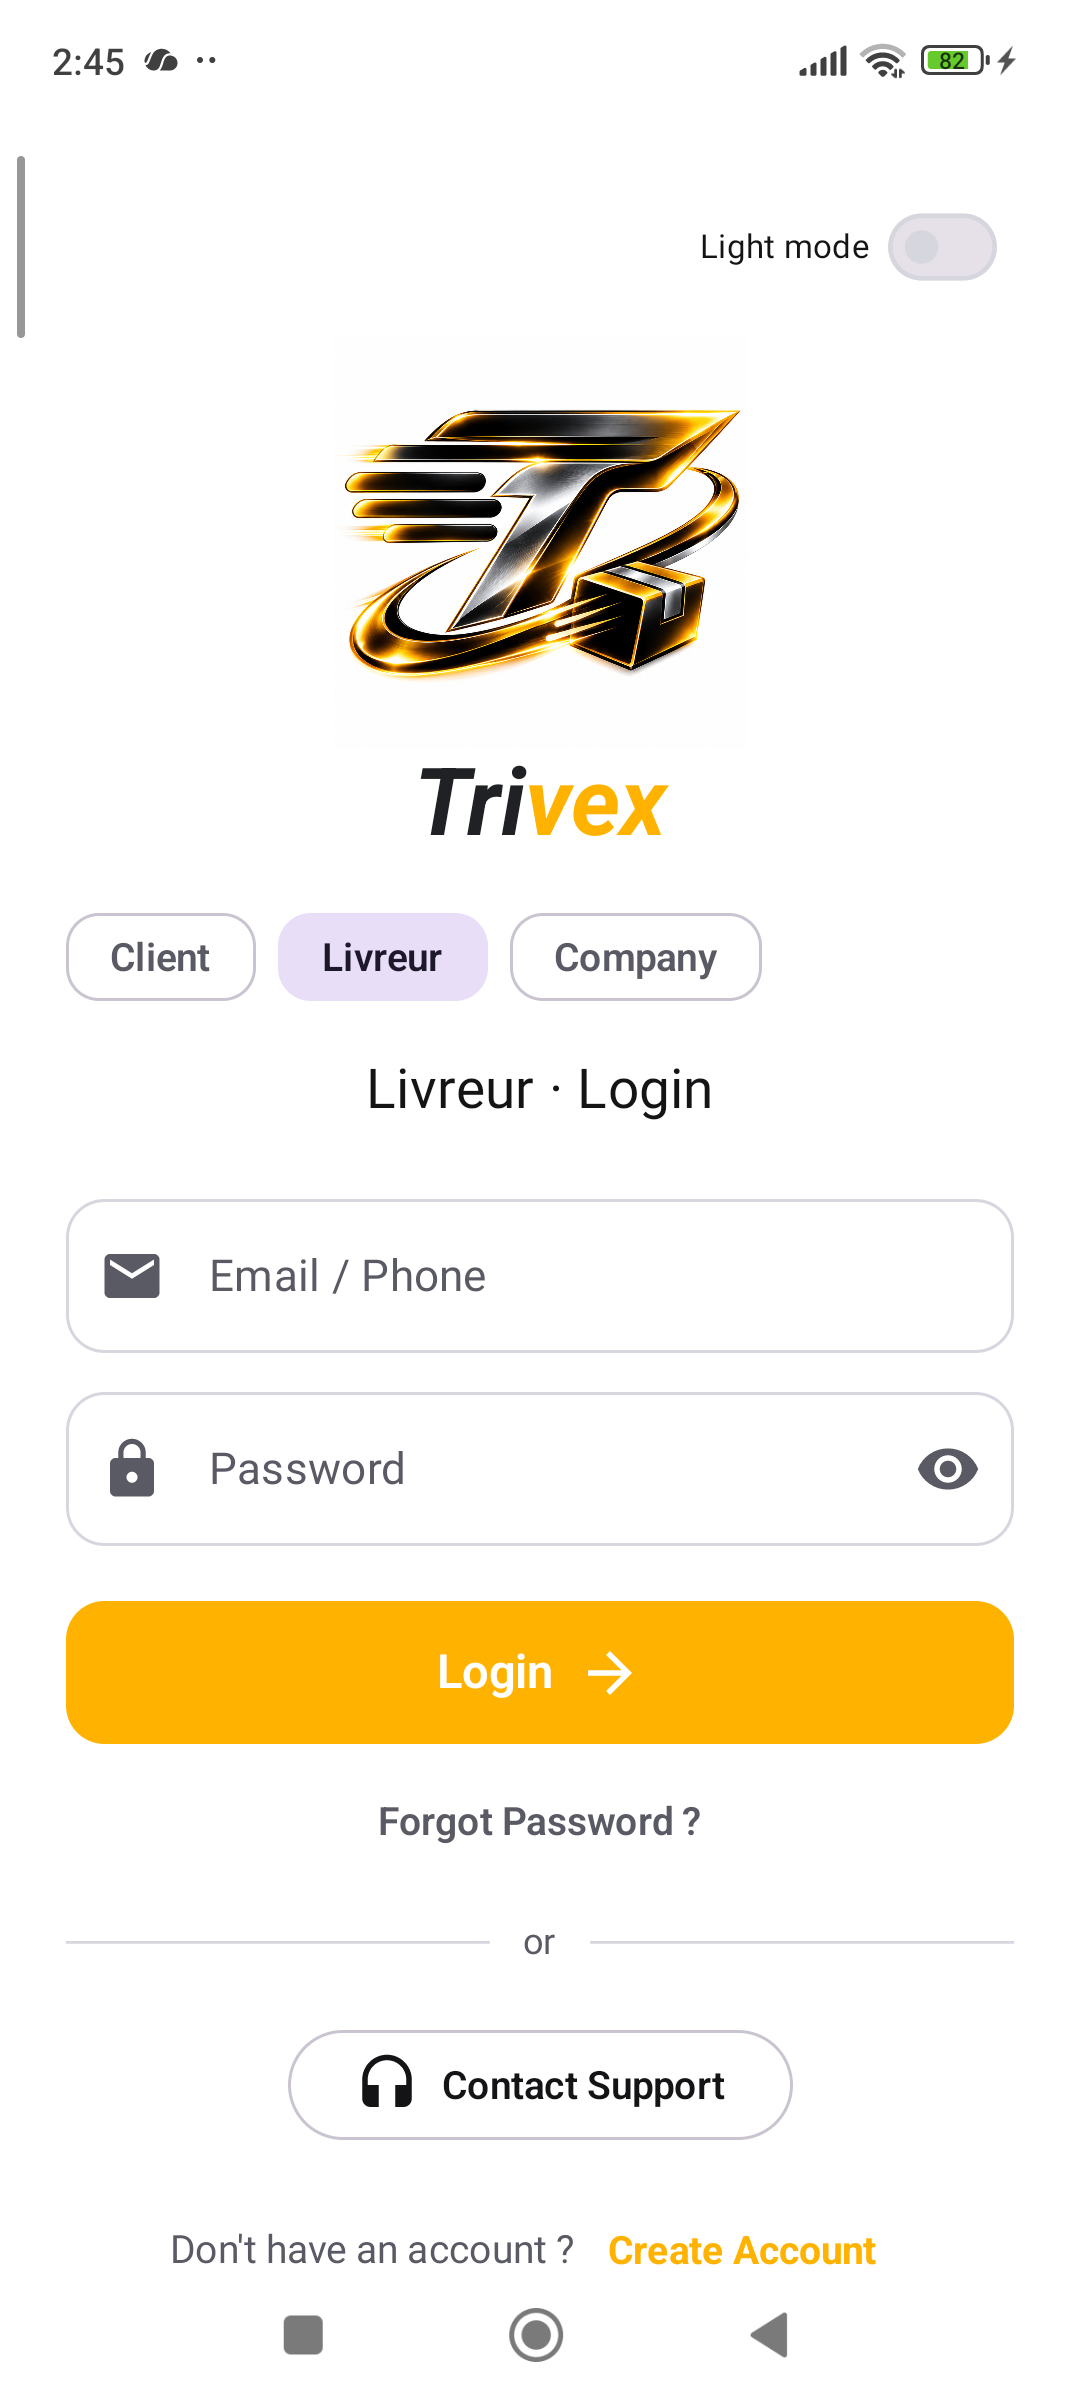 2:45
82
Light mode
Trivex
Client Livreur Company
Livreur · Login
Email / Phone
Password
Login
Forgot Password ?
or
Contact Support
Don't have an account ? Create Account